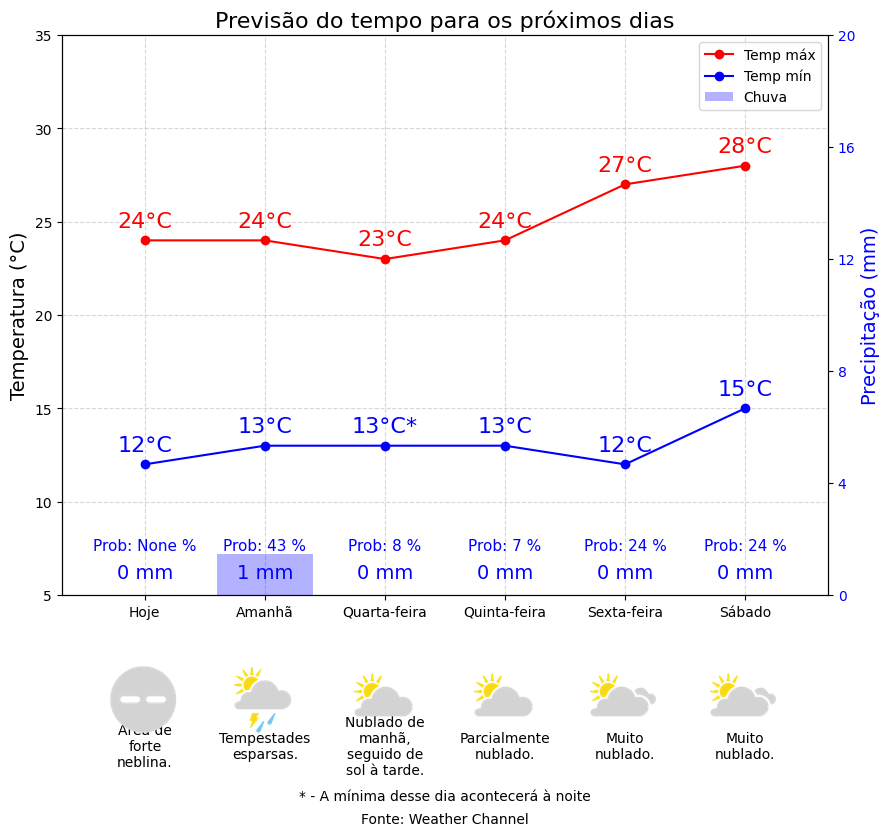 Previsão do tempo para os próximos dias
35
30
25
20
15
10
5
Temperatura (°C)
20
16
12
8
4
0
Precipitação (mm)
Temp máx
Temp mín
Chuva
24°C
24°C
23°C
24°C
27°C
28°C
12°C
13°C
13°C*
13°C
12°C
15°C
Prob: None %
Prob: 43 %
Prob: 8 %
Prob: 7 %
Prob: 24 %
Prob: 24 %
0 mm
1 mm
0 mm
0 mm
0 mm
0 mm
Hoje
Amanhã
Quarta-feira
Quinta-feira
Sexta-feira
Sábado
Área de
forte
neblina.
Tempestades
esparsas.
Nublado de
manhã,
seguido de
sol à tarde.
Parcialmente
nublado.
Muito
nublado.
Muito
nublado.
* - A mínima desse dia acontecerá à noite
Fonte: Weather Channel